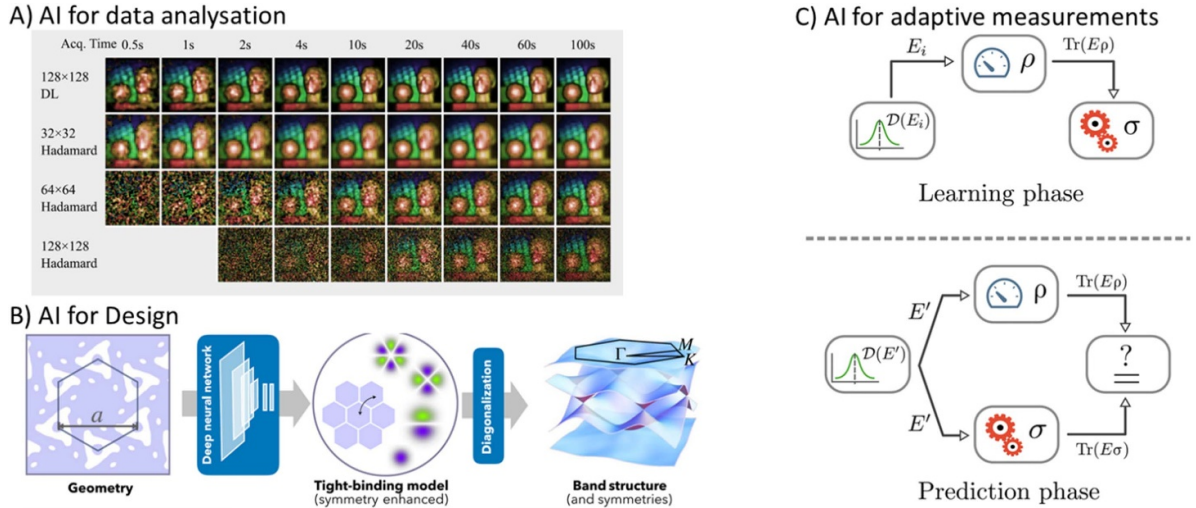 A) AI for data analysation
Acq. Time 0.5s 1s 2s 4s 10s 20s 40s 60s 100s
128×128
DL
32×32
Hadamard
64×64
Hadamard
128×128
Hadamard
B) AI for Design
a
Geometry
Deep neural network
Tight-binding model
(symmetry enhanced)
Diagonalization
Γ M
K
Band structure
(and symmetries)
C) AI for adaptive measurements
E_i
ρ
Tr(Eρ)
𝒟(E_i)
σ
Learning phase
ρ
Tr(Eρ)
E′
𝒟(E′)
?
=
E′
σ
Tr(Eσ)
Prediction phase